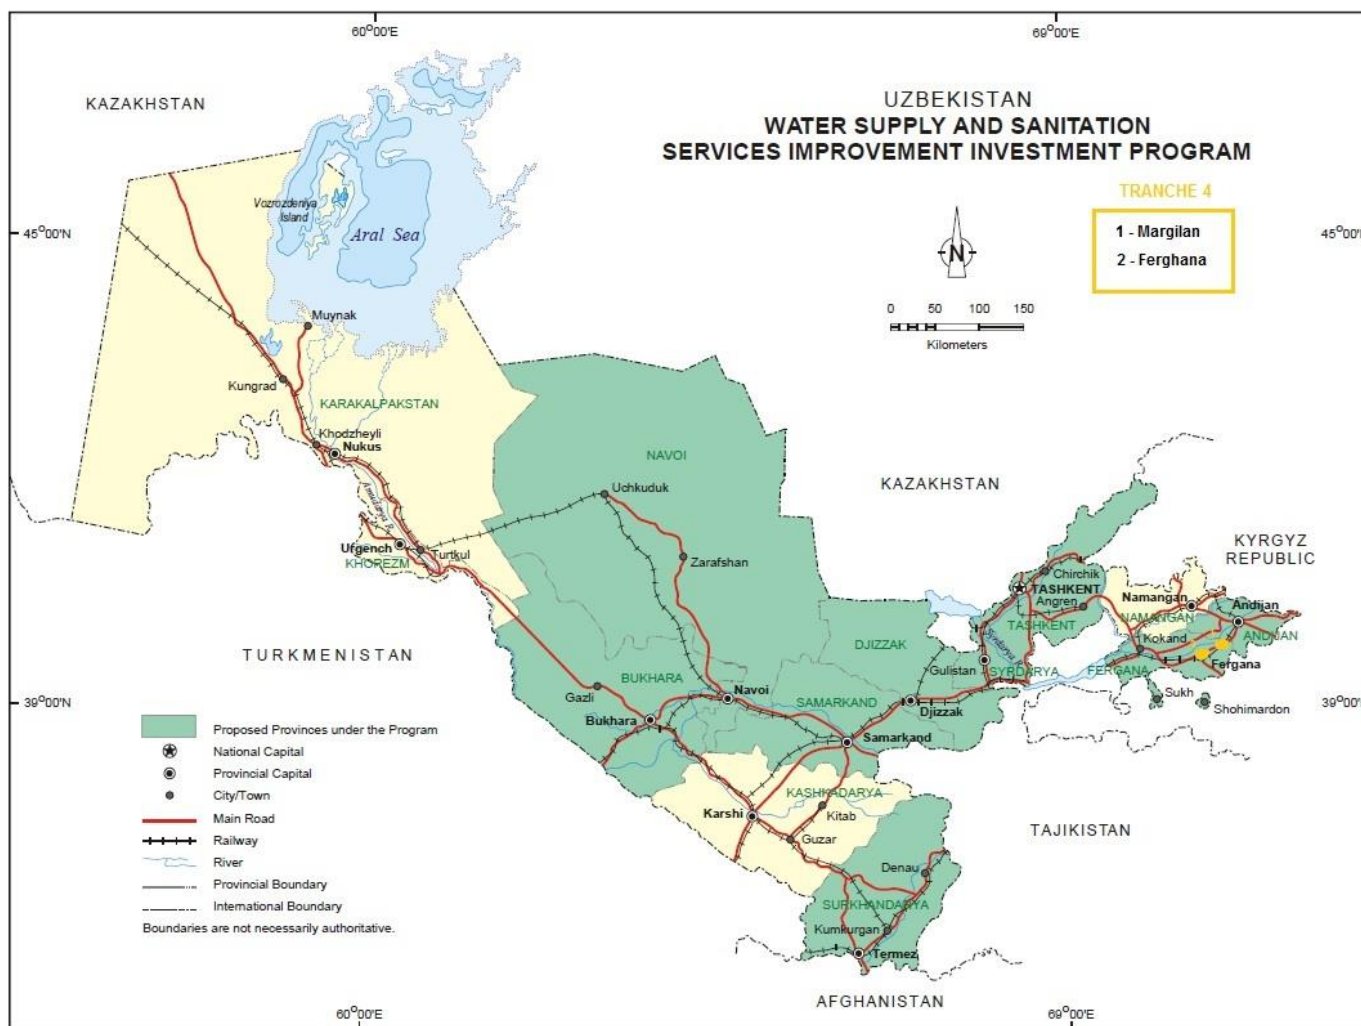 60°00'E
69°00'E
KAZAKHSTAN
UZBEKISTAN
WATER SUPPLY AND SANITATION
SERVICES IMPROVEMENT INVESTMENT PROGRAM
TRANCHE 4
1 - Margilan
2 - Ferghana
Vozrozdeniya
Island
Aral Sea
45°00'N
45°00'N
N
0 50 100 150
Kilometers
Muynak
Kungrad
KARAKALPAKSTAN
Khodzheyli
Nukus
NAVOI
KAZAKHSTAN
Uchkuduk
Amudarya R.
KYRGYZ
REPUBLIC
Urgench
Turtkul
KHOREZM
Zarafshan
Chirchik
TASHKENT
Angren
Namangan
Andijan
NAMANGAN
TASHKENT
Syrdarya R.
Kokand
ANDIJAN
DJIZZAK
TURKMENISTAN
Gulistan
SYRDARYA
FERGANA
Fergana
BUKHARA
Gazli
Navoi
SAMARKAND
Djizzak
Sukh
Shohimardon
39°00'N
39°00'N
Bukhara
Samarkand
Proposed Provinces under the Program
National Capital
Provincial Capital
City/Town
Main Road
Railway
River
Provincial Boundary
International Boundary
Boundaries are not necessarily authoritative.
KASHKADARYA
Karshi
Kitab
Guzar
TAJIKISTAN
Denau
SURKHANDARYA
Kumkurgan
Termez
AFGHANISTAN
60°00'E
69°00'E